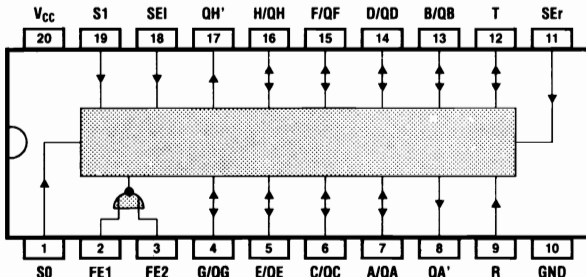 VCC S1 SEI QH' H/QH F/QF D/QD B/QB T SEr
20 19 18 17 16 15 14 13 12 11
1 2 3 4 5 6 7 8 9 10
S0 FE1 FE2 G/QG E/QE C/QC A/QA QA' R GND